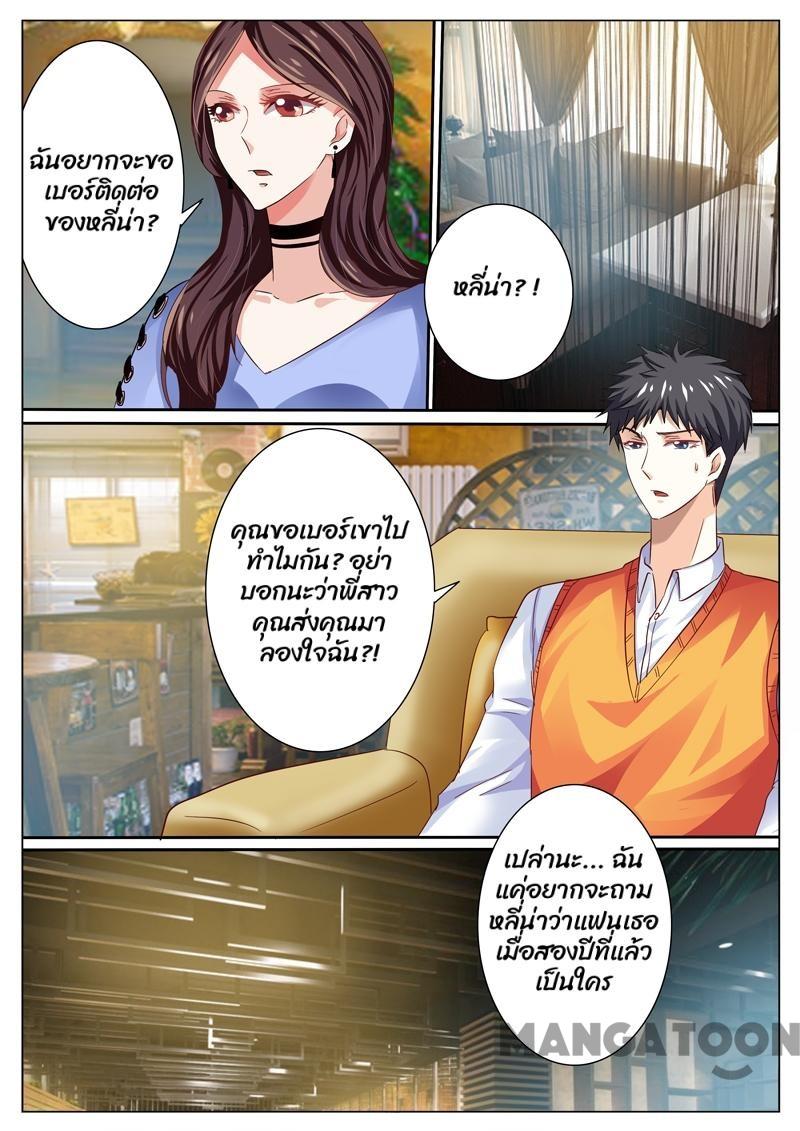 ฉันอยากจะขอ
เบอร์ติดต่อ
ของหลี่น่า?
หลี่น่า?!
คุณขอเบอร์เขาไป
ทำไมกัน? อย่า
บอกนะว่าพี่สาว
คุณส่งคุณมา
ลองใจฉัน?!
WHISKEY
เปล่านะ... ฉัน
แค่อยากจะถาม
หลี่น่าว่าแฟนเธอ
เมื่อสองปีที่แล้ว
เป็นใคร
MANGATOON